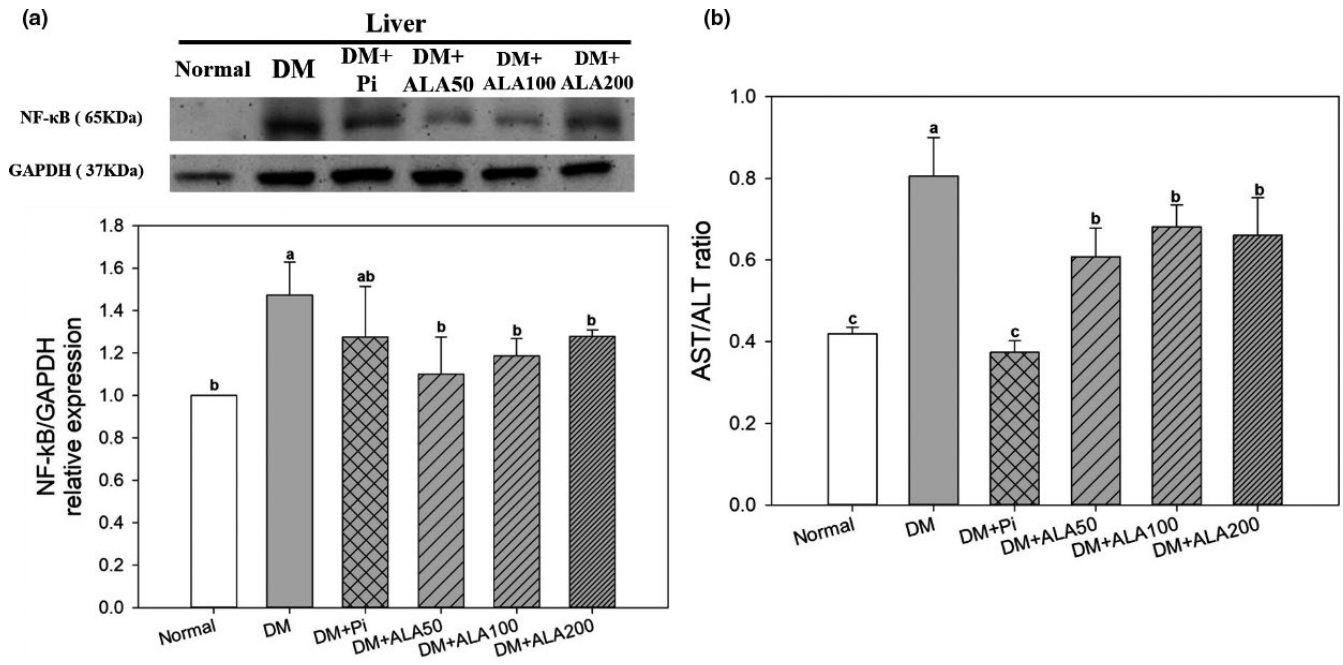 (a)
Liver
Normal
DM
DM+
Pi
DM+
ALA50
DM+
ALA100
DM+
ALA200
NF-κB ( 65KDa)
GAPDH ( 37KDa)
NF-kB/GAPDH
relative expression
1.8
1.6
1.4
1.2
1.0
0.8
0.6
0.4
0.2
0.0
b
a
ab
b
b
b
Normal
DM
DM+Pi
DM+ALA50
DM+ALA100
DM+ALA200
(b)
AST/ALT ratio
1.0
0.8
0.6
0.4
0.2
0.0
c
a
c
b
b
b
Normal
DM
DM+Pi
DM+ALA50
DM+ALA100
DM+ALA200